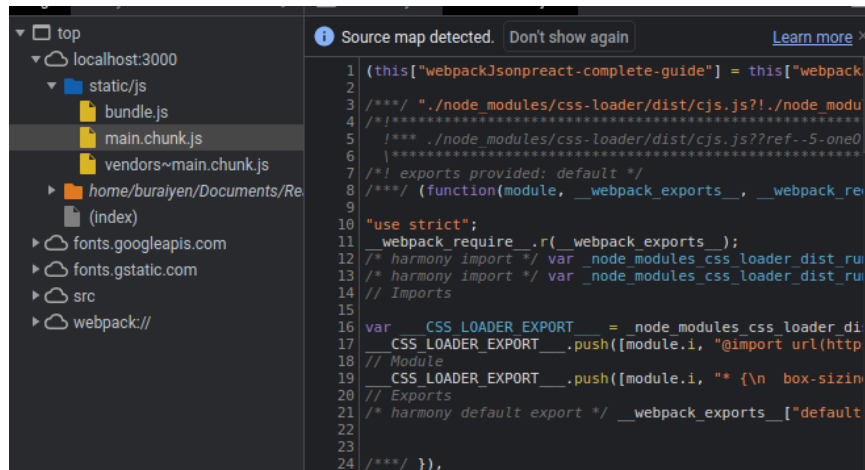 top
localhost:3000
static/js
bundle.js
main.chunk.js
vendors~main.chunk.js
home/buraiyen/Documents/Re
(index)
fonts.googleapis.com
fonts.gstatic.com
src
webpack://
Source map detected. Don't show again Learn more
1 (this["webpackJsonpreact-complete-guide"] = this["webpack
2
3 /***/ "./node_modules/css-loader/dist/cjs.js?!./node_modu
4 /*!**************************************************
5 !*** ./node_modules/css-loader/dist/cjs.js??ref--5-oneO
6 \**************************************************
7 /*! exports provided: default */
8 /***/ (function(module, __webpack_exports__, __webpack_re
9
10 "use strict";
11 __webpack_require__.r(__webpack_exports__);
12 /* harmony import */ var _node_modules_css_loader_dist_ru
13 /* harmony import */ var _node_modules_css_loader_dist_ru
14 // Imports
15
16 var ___CSS_LOADER_EXPORT___ = _node_modules_css_loader_di
17 ___CSS_LOADER_EXPORT___.push([module.i, "@import url(http
18 // Module
19 ___CSS_LOADER_EXPORT___.push([module.i, "* {\n  box-sizin
20 // Exports
21 /* harmony default export */ __webpack_exports__["default
22
23
24 /***/ }),